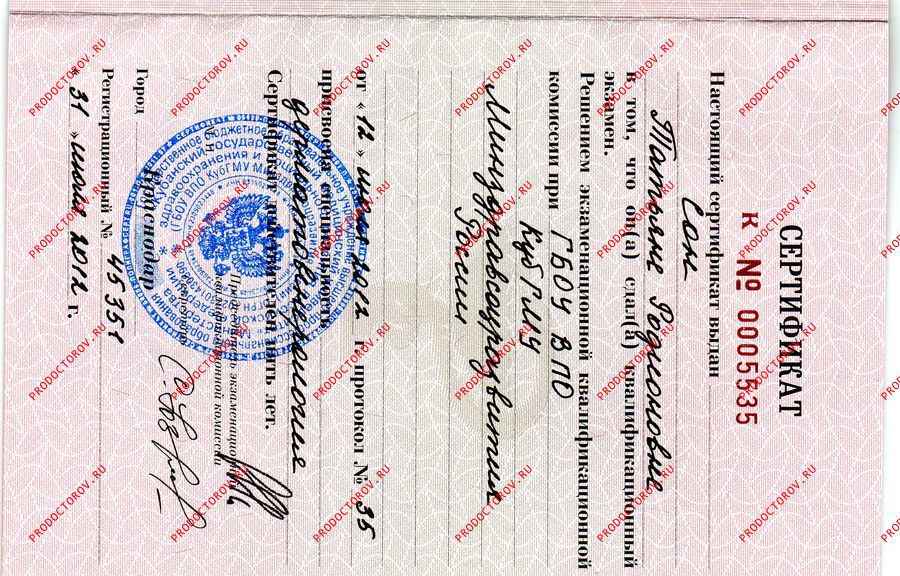 СЕРТИФИКАТ
К № 0005535
Настоящий сертификат выдан
Сон
Татьяне Родионовне
в том, что он(а) сдал(а) квалификационный
экзамен.
Решением экзаменационной квалификационной
комиссии при ГБОУ ВПО
КубГМУ
Минздравсоцразвития
России
от «12» июля 2012 г. протокол № 35
присвоена специальность
дерматовенерология
Сертификат действителен пять лет.
Председатель экзаменационной
квалификационной комиссии
Город Краснодар
Регистрационный № 45351
«31» июля 2012 г.
PRODOCTOROV.RU